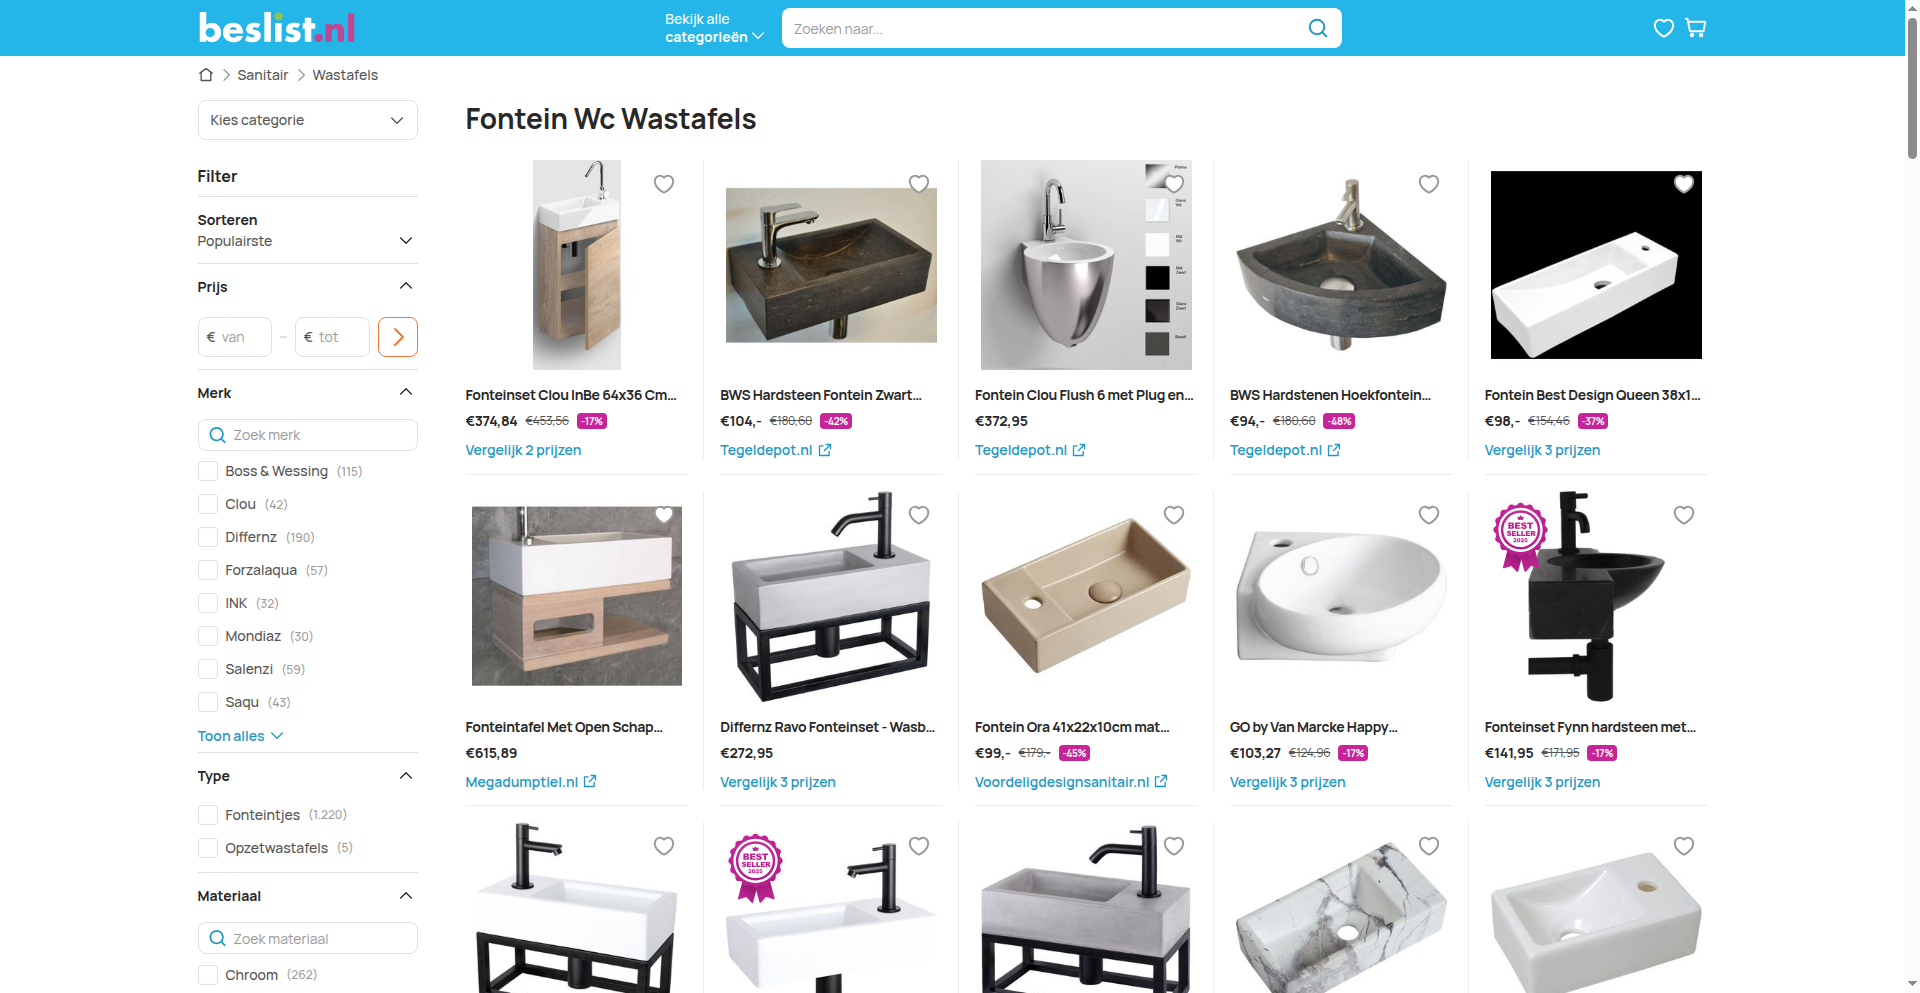 beslist.nl
Bekijk alle
categorieën
Zoeken naar...
Sanitair
Wastafels
Kies categorie
Fontein Wc Wastafels
Filter
Sorteren
Populairste
Prijs
€ van
–
€ tot
Merk
Zoek merk
Boss & Wessing (115)
Clou (42)
Differnz (190)
Forzalaqua (57)
INK (32)
Mondiaz (30)
Salenzi (59)
Saqu (43)
Toon alles
Type
Fonteintjes (1.220)
Opzetwastafels (5)
Materiaal
Zoek materiaal
Chroom (262)
Fonteinset Clou InBe 64x36 Cm...
€374,84 €453,56 -17%
Vergelijk 2 prijzen
BWS Hardsteen Fontein Zwart...
€104,- €180,60 -42%
Tegeldepot.nl
Fontein Clou Flush 6 met Plug en...
€372,95
Tegeldepot.nl
BWS Hardstenen Hoekfontein...
€94,- €180,60 -48%
Tegeldepot.nl
Fontein Best Design Queen 38x1...
€98,- €154,46 -37%
Vergelijk 3 prijzen
Fonteintafel Met Open Schap...
€615,89
Megadumptiel.nl
Differnz Ravo Fonteinset - Wasb...
€272,95
Vergelijk 3 prijzen
Fontein Ora 41x22x10cm mat...
€99,- €179,- -45%
Voordeligdesignsanitair.nl
GO by Van Marcke Happy...
€103,27 €124,96 -17%
Vergelijk 3 prijzen
BEST
SELLER
2025
Fonteinset Fynn hardsteen met...
€141,95 €171,95 -17%
Vergelijk 3 prijzen
BEST
SELLER
2025